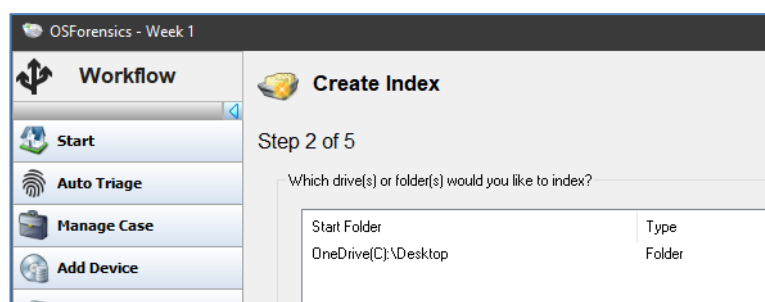 OSForensics - Week 1
Workflow
Start
Auto Triage
Manage Case
Add Device
Create Index
Step 2 of 5
Which drive(s) or folder(s) would you like to index?
Start Folder Type
OneDrive(C):\Desktop Folder